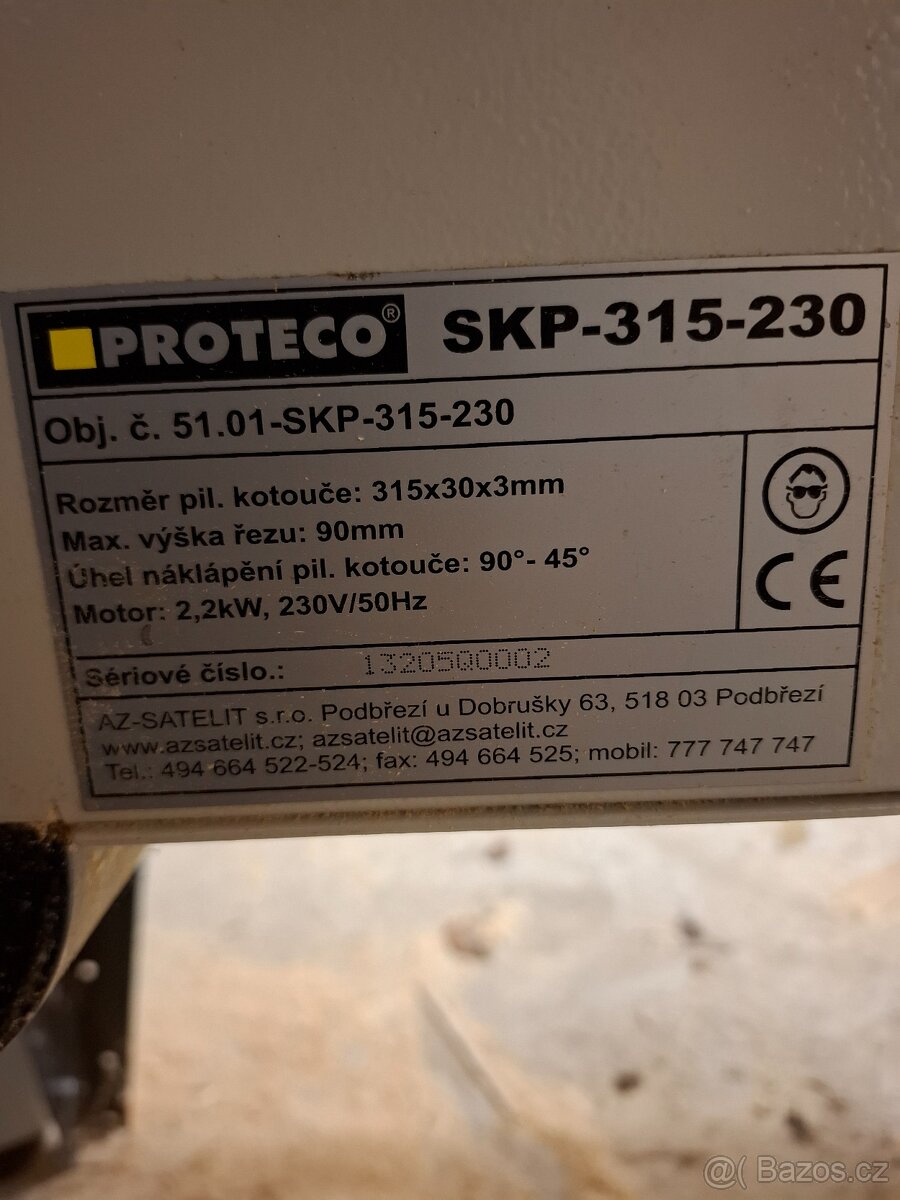 PROTECO® SKP-315-230
Obj. č. 51.01-SKP-315-230
Rozměr pil. kotouče: 315x30x3mm
Max. výška řezu: 90mm
Úhel náklápění pil. kotouče: 90°- 45°
Motor: 2,2kW, 230V/50Hz
CE
Sériové číslo.: 13205Q0002
AZ-SATELIT s.r.o. Podbřezí u Dobrušky 63, 518 03 Podbřezí
www.azsatelit.cz; azsatelit@azsatelit.cz
Tel.: 494 664 522-524; fax: 494 664 525; mobil: 777 747 747
@( Bazos.cz